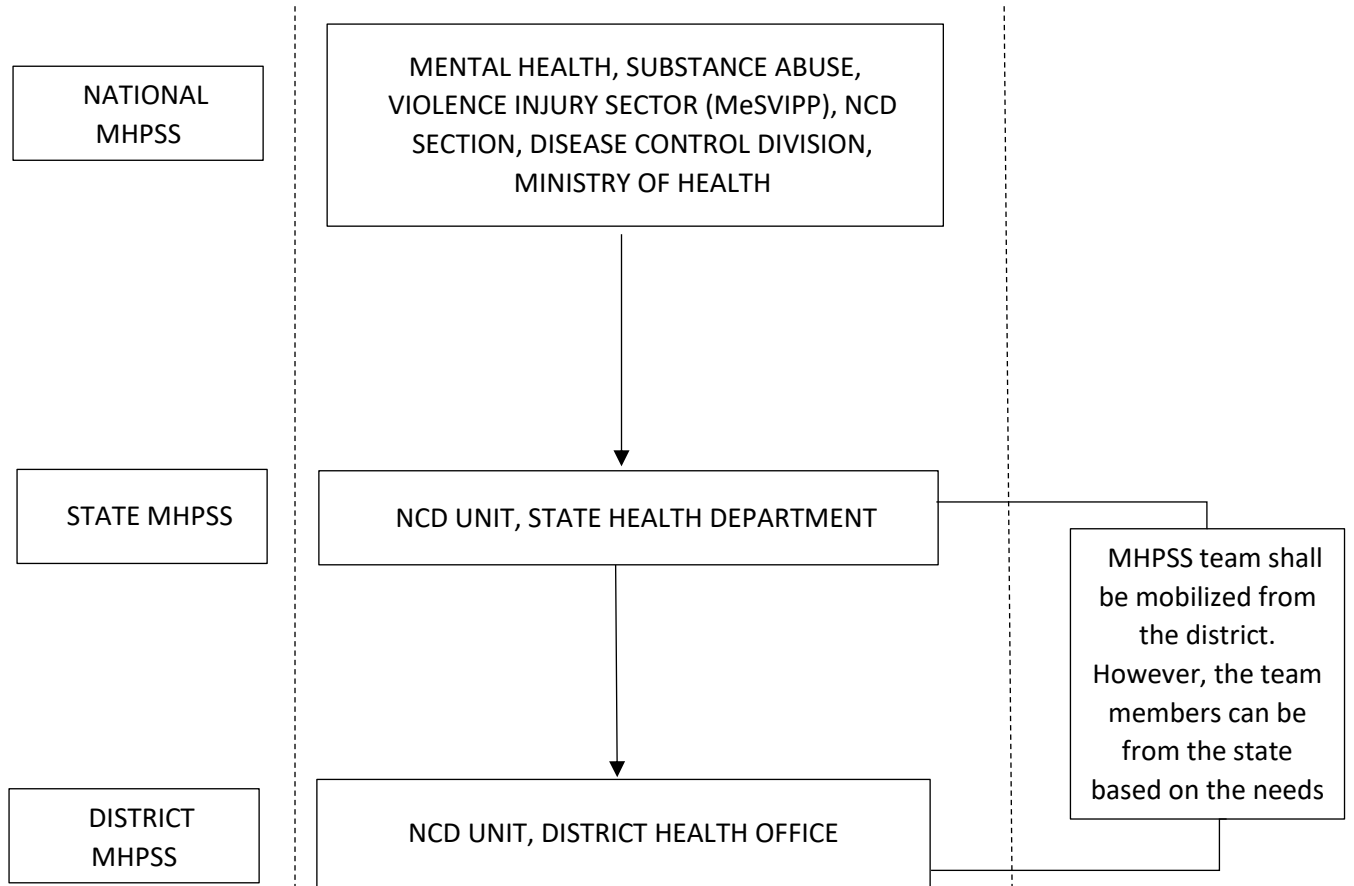 NATIONAL
MHPSS
MENTAL HEALTH, SUBSTANCE ABUSE,
VIOLENCE INJURY SECTOR (MeSVIPP), NCD
SECTION, DISEASE CONTROL DIVISION,
MINISTRY OF HEALTH
STATE MHPSS
NCD UNIT, STATE HEALTH DEPARTMENT
MHPSS team shall
be mobilized from
the district.
However, the team
members can be
from the state
based on the needs
DISTRICT
MHPSS
NCD UNIT, DISTRICT HEALTH OFFICE